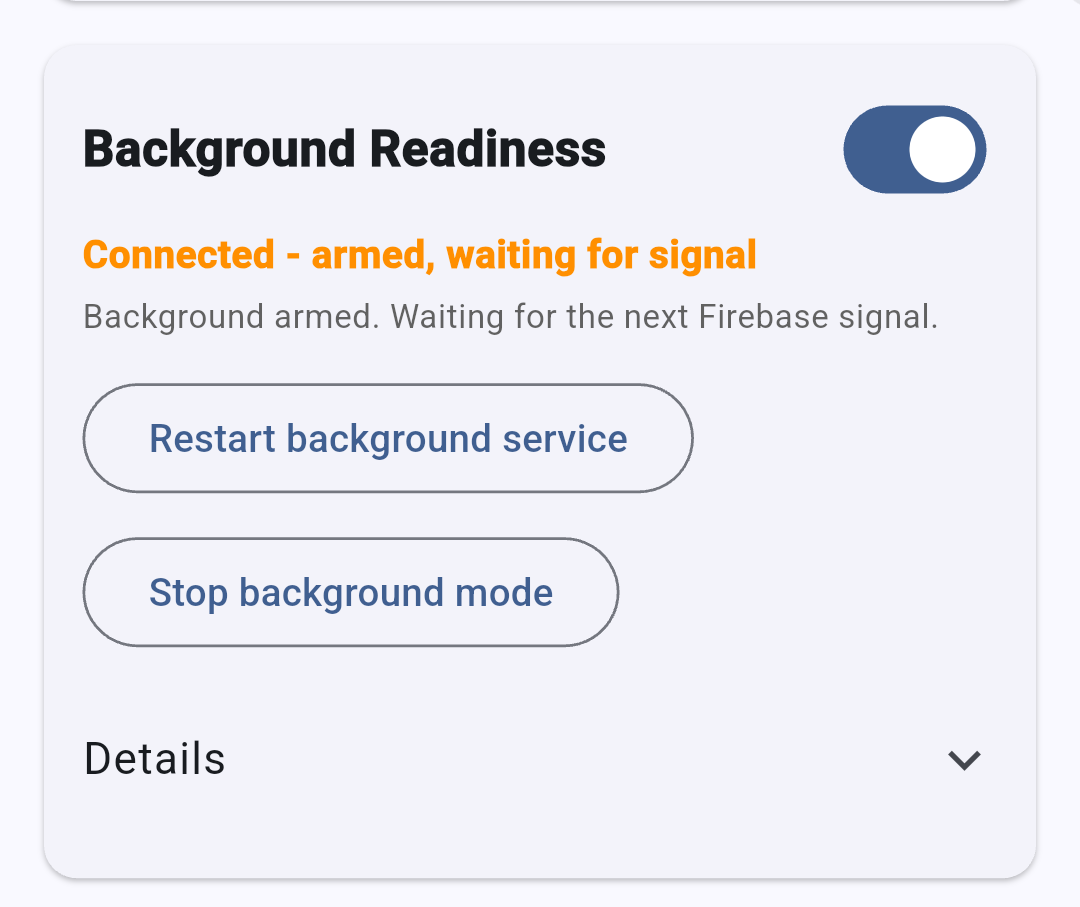 Background Readiness
Connected - armed, waiting for signal
Background armed. Waiting for the next Firebase signal.
Restart background service
Stop background mode
Details